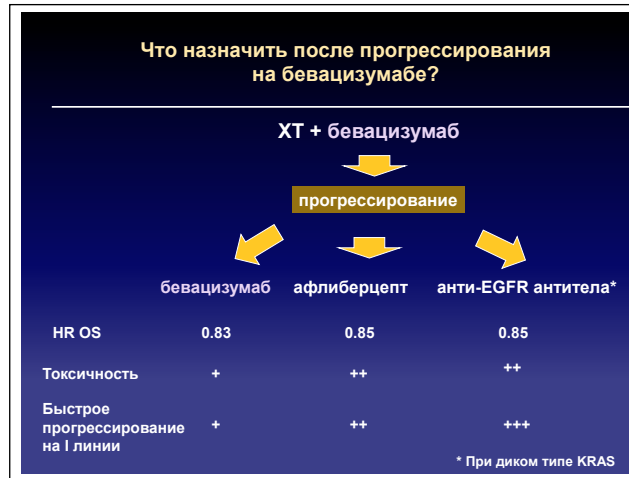 Что назначить после прогрессирования
на бевацизумабе?
ХТ + бевацизумаб
прогрессирование
бевацизумаб афлиберцепт анти-EGFR антитела*
HR OS 0.83 0.85 0.85
Токсичность + ++ ++
Быстрое
прогрессирование + ++ +++
на I линии
* При диком типе KRAS